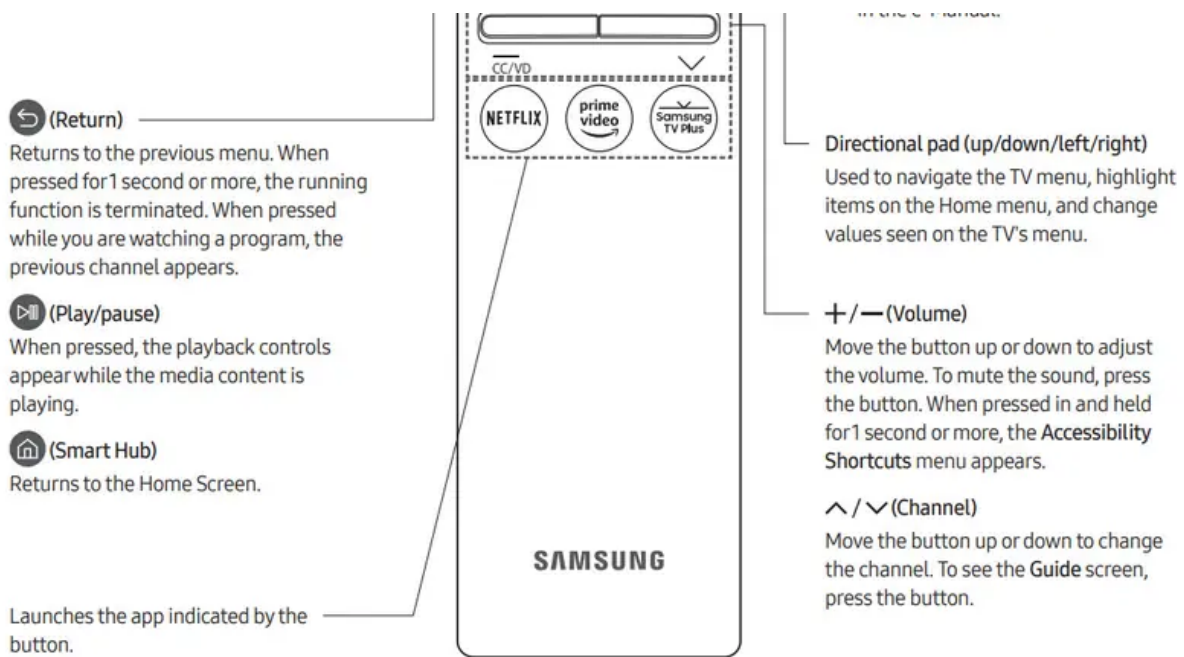 in the e-Manual.
CC/VD
NETFLIX
prime
video
Samsung
TV Plus
(Return)
Returns to the previous menu. When
pressed for1 second or more, the running
function is terminated. When pressed
while you are watching a program, the
previous channel appears.
(Play/pause)
When pressed, the playback controls
appear while the media content is
playing.
(Smart Hub)
Returns to the Home Screen.
Launches the app indicated by the
button.
SAMSUNG
Directional pad (up/down/left/right)
Used to navigate the TV menu, highlight
items on the Home menu, and change
values seen on the TV's menu.
+/− (Volume)
Move the button up or down to adjust
the volume. To mute the sound, press
the button. When pressed in and held
for1 second or more, the Accessibility
Shortcuts menu appears.
/ (Channel)
Move the button up or down to change
the channel. To see the Guide screen,
press the button.